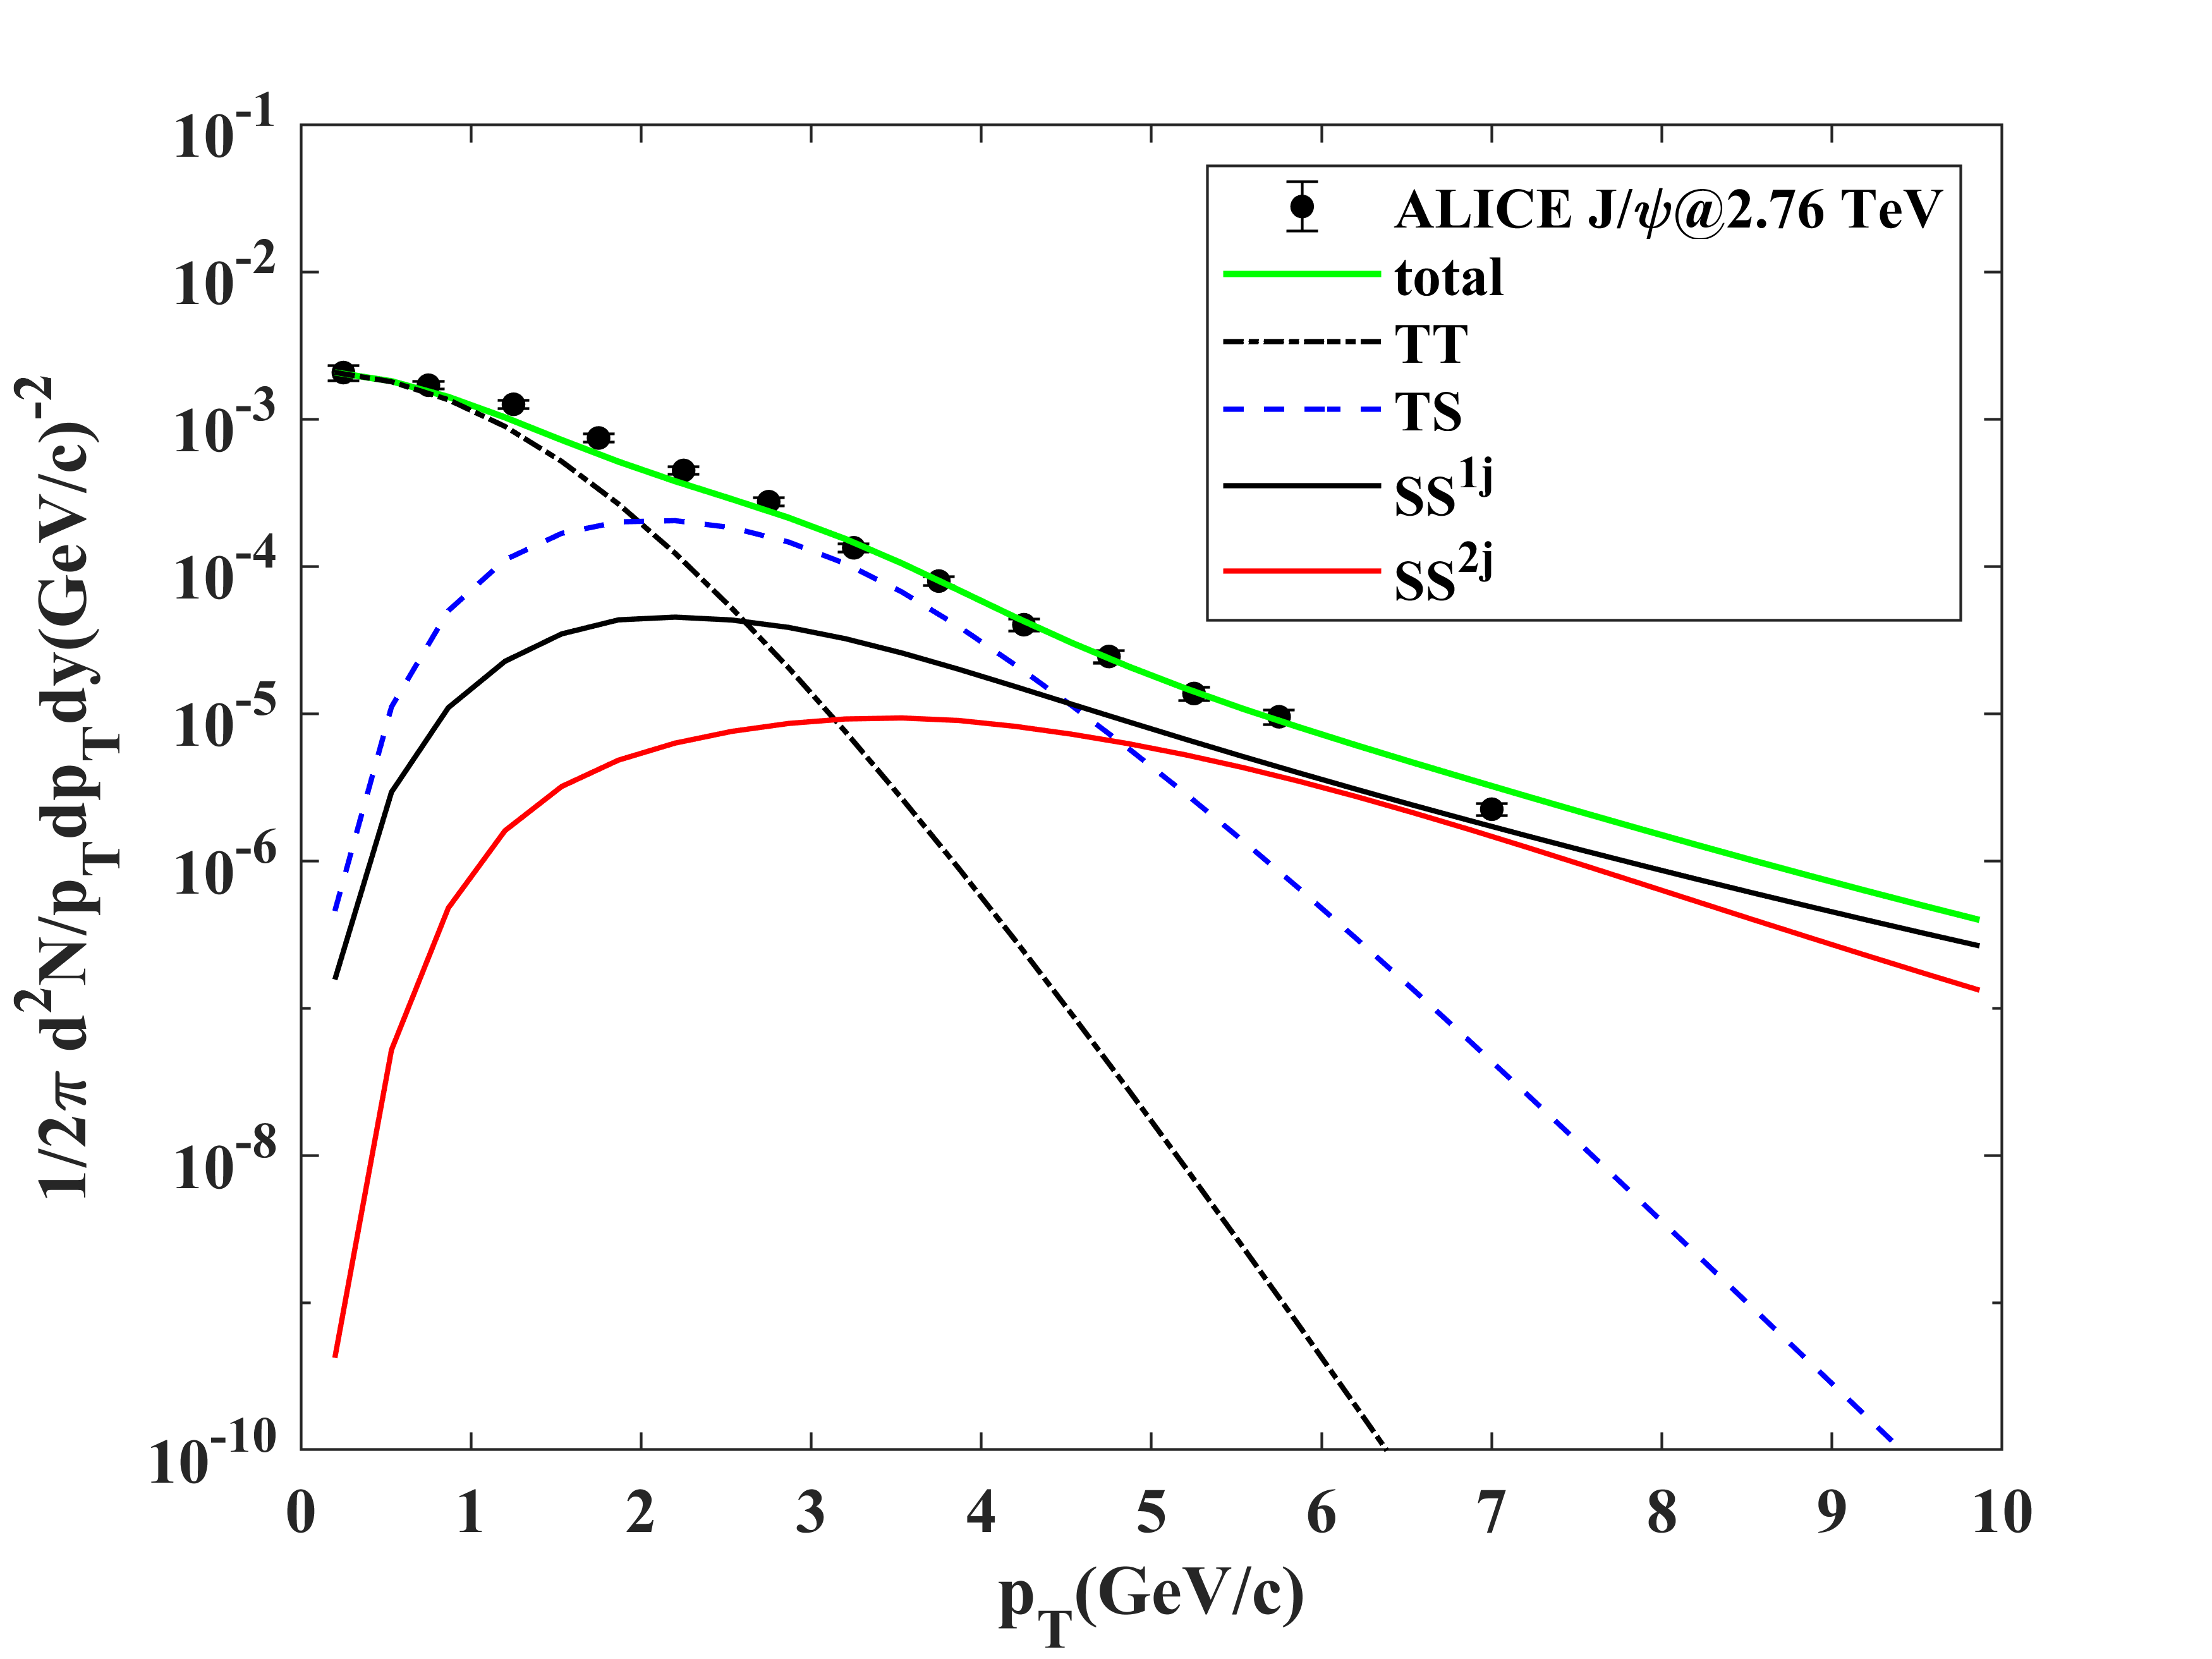 10^-1
10^-2
10^-3
10^-4
10^-5
10^-6
10^-8
10^-10
1/2π d^2N/p_T dp_T dy(GeV//c)^-2
ALICE J/ψ@2.76 TeV
total
TT
TS
SS^1j
SS^2j
0 1 2 3 4 5 6 7 8 9 10
p_T(GeV/c)